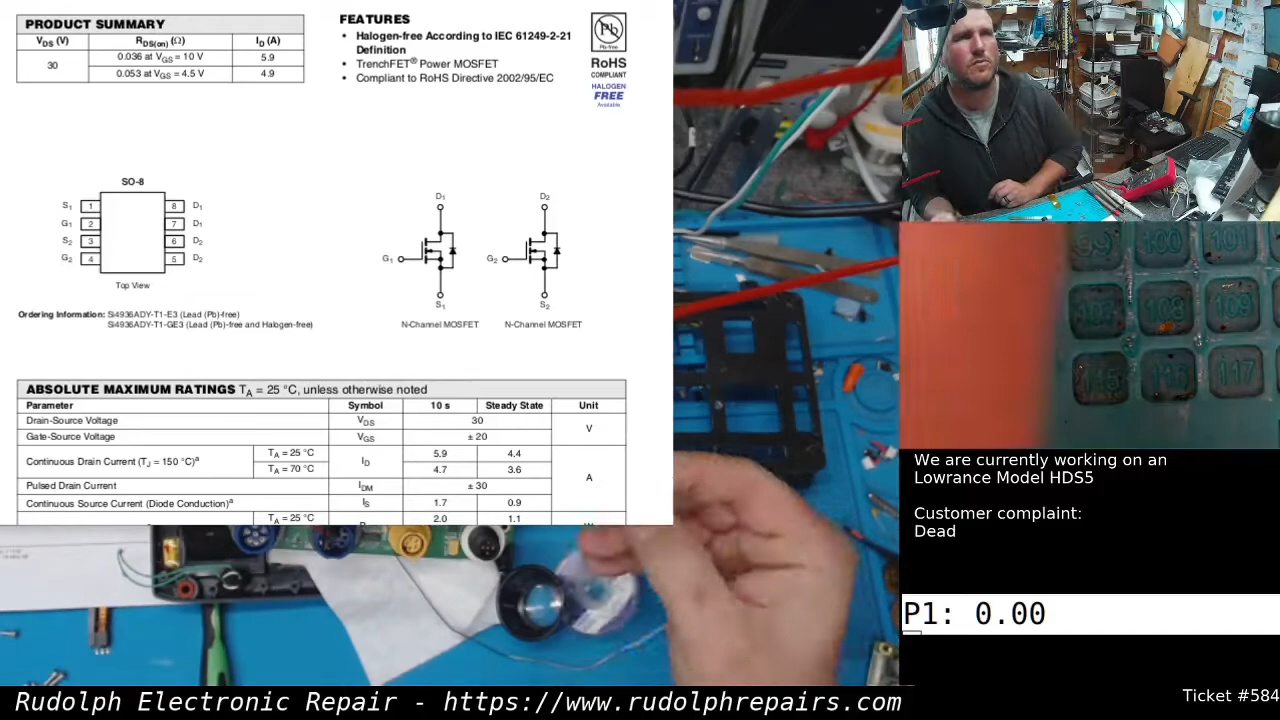 PRODUCT SUMMARY
VDS (V) RDS(on) (Ω) ID (A)
30 0.036 at VGS = 10 V 5.9
0.053 at VGS = 4.5 V 4.9
FEATURES
• Halogen-free According to IEC 61249-2-21
Definition
• TrenchFET® Power MOSFET
• Compliant to RoHS Directive 2002/95/EC
Pb
Pb-free
RoHS
COMPLIANT
HALOGEN
FREE
Available
SO-8
S1 1 8 D1
G1 2 7 D1
S2 3 6 D2
G2 4 5 D2
Top View
Ordering Information: Si4936ADY-T1-E3 (Lead (Pb)-free)
Si4936ADY-T1-GE3 (Lead (Pb)-free and Halogen-free)
D1 D2
G1 G2
S1 S2
N-Channel MOSFET N-Channel MOSFET
ABSOLUTE MAXIMUM RATINGS TA = 25 °C, unless otherwise noted
Parameter Symbol 10 s Steady State Unit
Drain-Source Voltage VDS 30 V
Gate-Source Voltage VGS ± 20
Continuous Drain Current (TJ = 150 °C)a TA = 25 °C ID 5.9 4.4 A
TA = 70 °C 4.7 3.6
Pulsed Drain Current IDM ± 30
Continuous Source Current (Diode Conduction)a IS 1.7 0.9
TA = 25 °C 2.0 1.1
100 101
109
116 117
We are currently working on an
Lowrance Model HDS5
Customer complaint:
Dead
P1: 0.00
Rudolph Electronic Repair - https://www.rudolphrepairs.com
Ticket #584